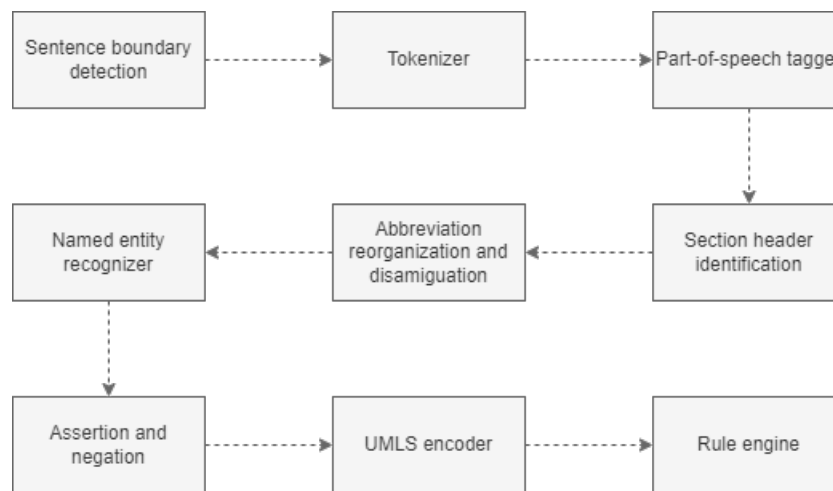 Sentence boundary
detection
Tokenizer
Part-of-speech tagge
Section header
identification
Abbreviation
reorganization and
disamiguation
Named entity
recognizer
Assertion and
negation
UMLS encoder
Rule engine